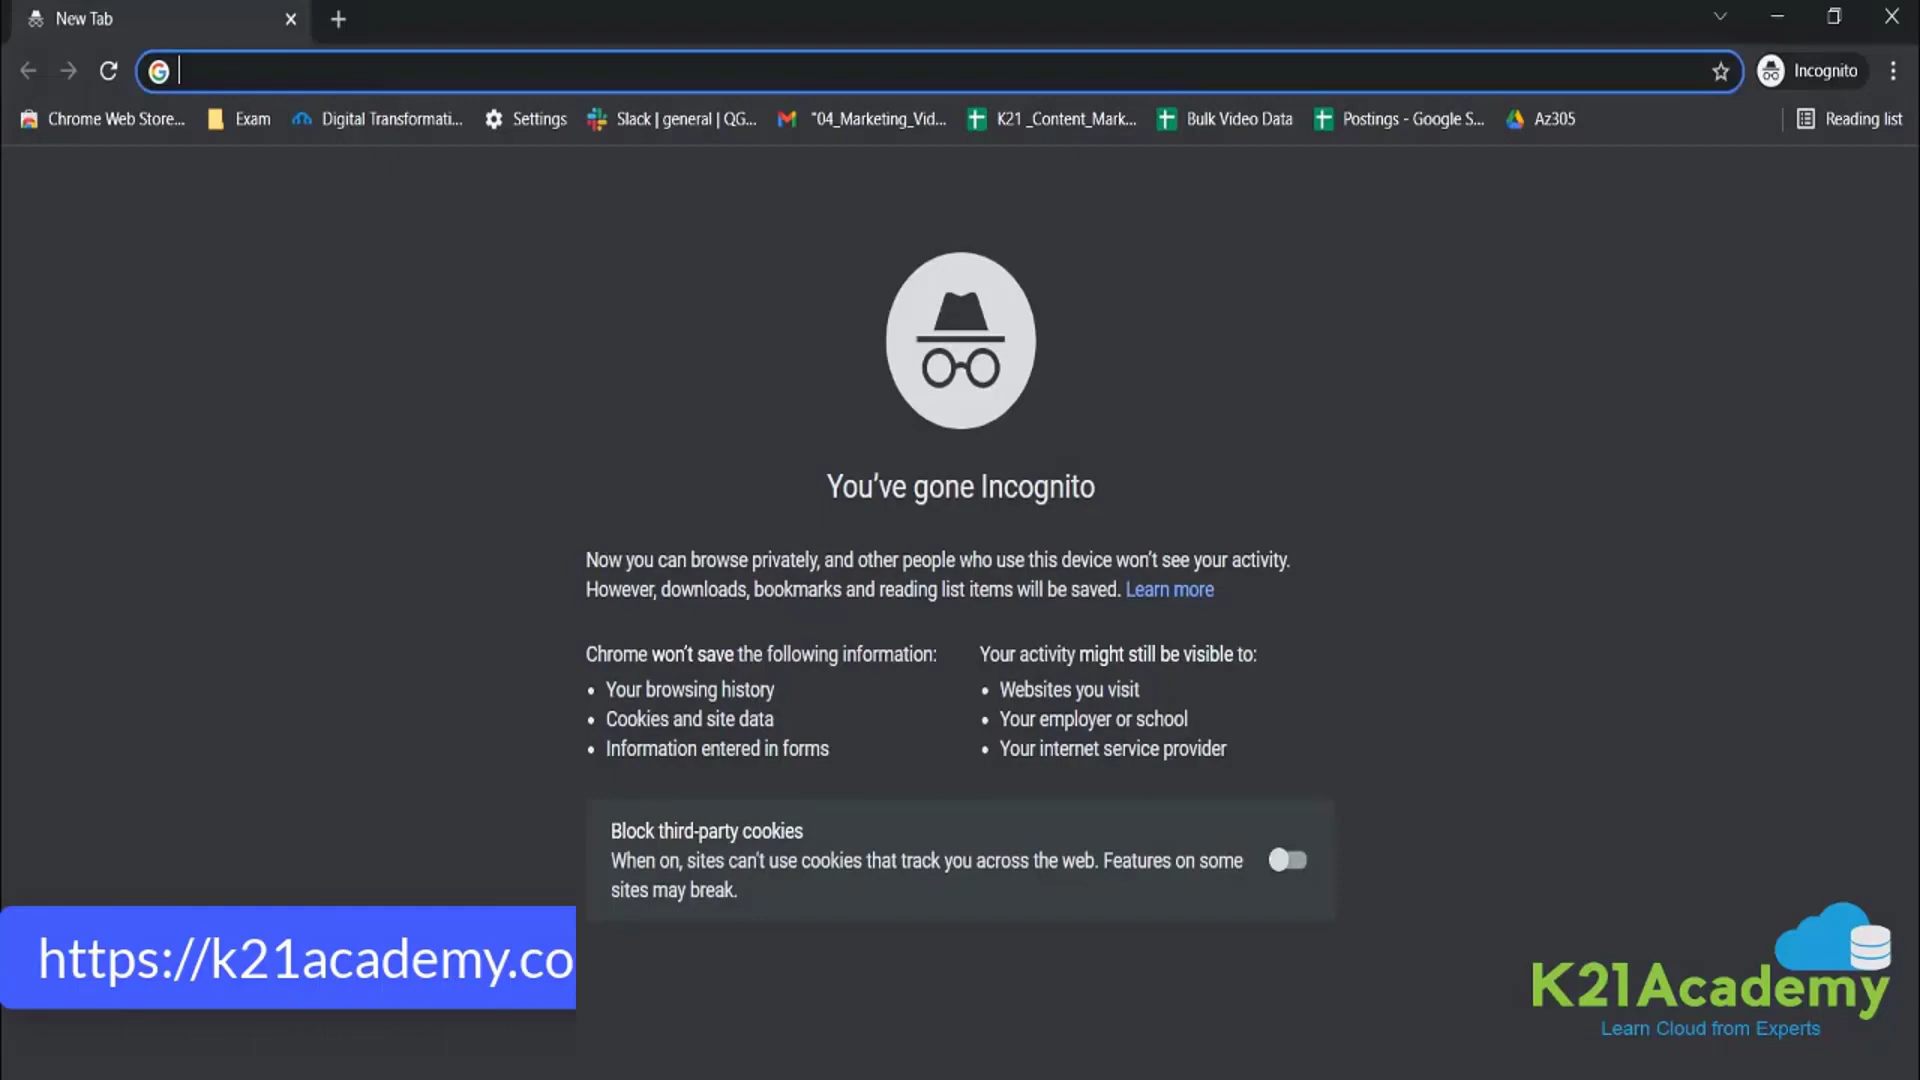 New Tab
Incognito
Chrome Web Store...
Exam
Digital Transformati...
Settings
Slack | general | QG...
"04_Marketing_Vid...
K21 _Content_Mark...
Bulk Video Data
Postings - Google S...
Az305
Reading list
You've gone Incognito
Now you can browse privately, and other people who use this device won't see your activity.
However, downloads, bookmarks and reading list items will be saved. Learn more
Chrome won't save the following information:
• Your browsing history
• Cookies and site data
• Information entered in forms
Your activity might still be visible to:
• Websites you visit
• Your employer or school
• Your internet service provider
Block third-party cookies
When on, sites can't use cookies that track you across the web. Features on some
sites may break.
https://k21academy.co
K21Academy
Learn Cloud from Experts